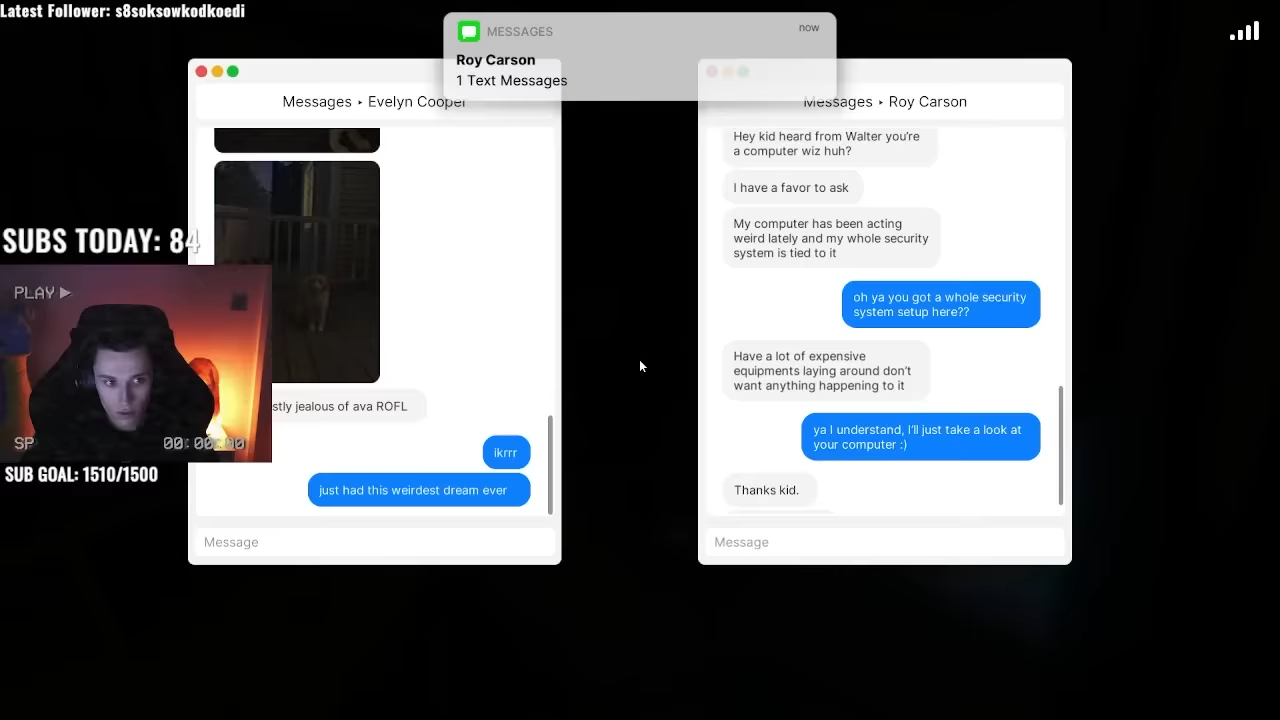 Latest Follower: s8soksowkodkoedi
MESSAGES
now
Roy Carson
1 Text Messages
Messages ▸ Evelyn Cooper
stly jealous of ava ROFL
ikrrr
just had this weirdest dream ever
Message
Messages ▸ Roy Carson
Hey kid heard from Walter you’re
a computer wiz huh?
I have a favor to ask
My computer has been acting
weird lately and my whole security
system is tied to it
oh ya you got a whole security
system setup here??
Have a lot of expensive
equipments laying around don’t
want anything happening to it
ya I understand, I’ll just take a look at
your computer :)
Thanks kid.
Message
SUBS TODAY: 84
PLAY ▶
SP
00:00:00
SUB GOAL: 1510/1500